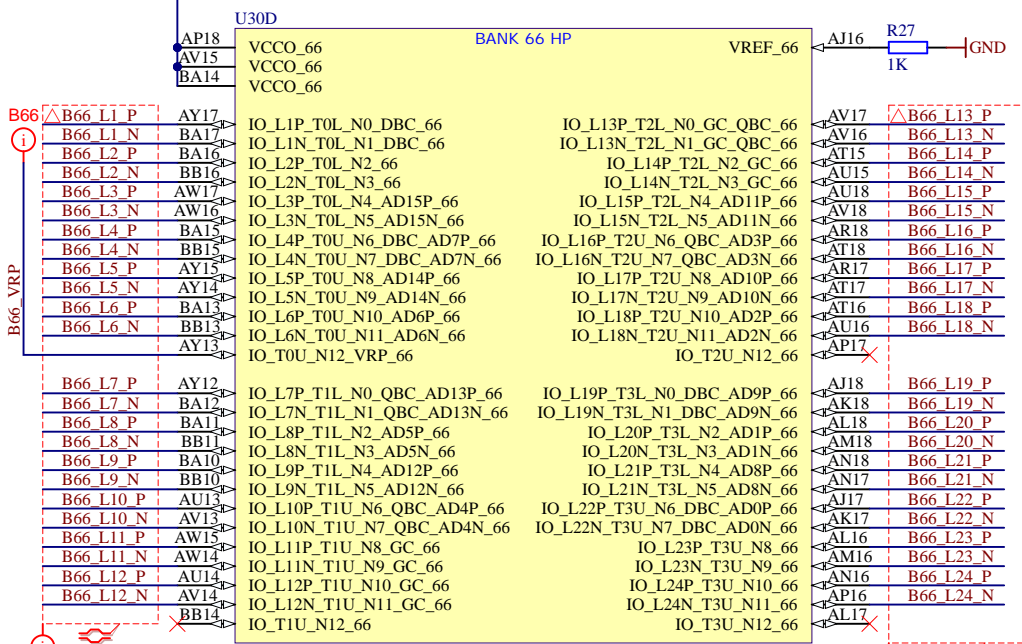 U30D
BANK 66 HP
AP18 VCCO_66 VREF_66 AJ16 R27 1K GND
AV15 VCCO_66
BA14 VCCO_66
B66
i
B66_VRP
B66_L1_P AY17 IO_L1P_T0L_N0_DBC_66 IO_L13P_T2L_N0_GC_QBC_66 AV17 B66_L13_P
B66_L1_N BA17 IO_L1N_T0L_N1_DBC_66 IO_L13N_T2L_N1_GC_QBC_66 AV16 B66_L13_N
B66_L2_P BA16 IO_L2P_T0L_N2_66 IO_L14P_T2L_N2_GC_66 AT15 B66_L14_P
B66_L2_N BB16 IO_L2N_T0L_N3_66 IO_L14N_T2L_N3_GC_66 AU15 B66_L14_N
B66_L3_P AW17 IO_L3P_T0L_N4_AD15P_66 IO_L15P_T2L_N4_AD11P_66 AU18 B66_L15_P
B66_L3_N AW16 IO_L3N_T0L_N5_AD15N_66 IO_L15N_T2L_N5_AD11N_66 AV18 B66_L15_N
B66_L4_P BA15 IO_L4P_T0U_N6_DBC_AD7P_66 IO_L16P_T2U_N6_QBC_AD3P_66 AR18 B66_L16_P
B66_L4_N BB15 IO_L4N_T0U_N7_DBC_AD7N_66 IO_L16N_T2U_N7_QBC_AD3N_66 AT18 B66_L16_N
B66_L5_P AY15 IO_L5P_T0U_N8_AD14P_66 IO_L17P_T2U_N8_AD10P_66 AR17 B66_L17_P
B66_L5_N AY14 IO_L5N_T0U_N9_AD14N_66 IO_L17N_T2U_N9_AD10N_66 AT17 B66_L17_N
B66_L6_P BA13 IO_L6P_T0U_N10_AD6P_66 IO_L18P_T2U_N10_AD2P_66 AT16 B66_L18_P
B66_L6_N BB13 IO_L6N_T0U_N11_AD6N_66 IO_L18N_T2U_N11_AD2N_66 AU16 B66_L18_N
AY13 IO_T0U_N12_VRP_66 IO_T2U_N12_66 AP17
B66_L7_P AY12 IO_L7P_T1L_N0_QBC_AD13P_66 IO_L19P_T3L_N0_DBC_AD9P_66 AJ18 B66_L19_P
B66_L7_N BA12 IO_L7N_T1L_N1_QBC_AD13N_66 IO_L19N_T3L_N1_DBC_AD9N_66 AK18 B66_L19_N
B66_L8_P BA11 IO_L8P_T1L_N2_AD5P_66 IO_L20P_T3L_N2_AD1P_66 AL18 B66_L20_P
B66_L8_N BB11 IO_L8N_T1L_N3_AD5N_66 IO_L20N_T3L_N3_AD1N_66 AM18 B66_L20_N
B66_L9_P BA10 IO_L9P_T1L_N4_AD12P_66 IO_L21P_T3L_N4_AD8P_66 AN18 B66_L21_P
B66_L9_N BB10 IO_L9N_T1L_N5_AD12N_66 IO_L21N_T3L_N5_AD8N_66 AN17 B66_L21_N
B66_L10_P AU13 IO_L10P_T1U_N6_QBC_AD4P_66 IO_L22P_T3U_N6_DBC_AD0P_66 AJ17 B66_L22_P
B66_L10_N AV13 IO_L10N_T1U_N7_QBC_AD4N_66 IO_L22N_T3U_N7_DBC_AD0N_66 AK17 B66_L22_N
B66_L11_P AW15 IO_L11P_T1U_N8_GC_66 IO_L23P_T3U_N8_66 AL16 B66_L23_P
B66_L11_N AW14 IO_L11N_T1U_N9_GC_66 IO_L23N_T3U_N9_66 AM16 B66_L23_N
B66_L12_P AU14 IO_L12P_T1U_N10_GC_66 IO_L24P_T3U_N10_66 AN16 B66_L24_P
B66_L12_N AV14 IO_L12N_T1U_N11_GC_66 IO_L24N_T3U_N11_66 AP16 B66_L24_N
BB14 IO_T1U_N12_66 IO_T3U_N12_66 AL17